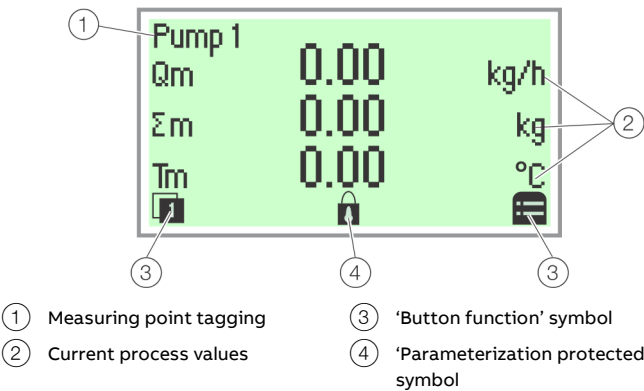 1
Pump 1
Qm 0.00 kg/h
Σm 0.00 kg
2
Tm 0.00 °C
1
3 4 3
1 Measuring point tagging
2 Current process values
3 ‘Button function’ symbol
4 ‘Parameterization protected
symbol